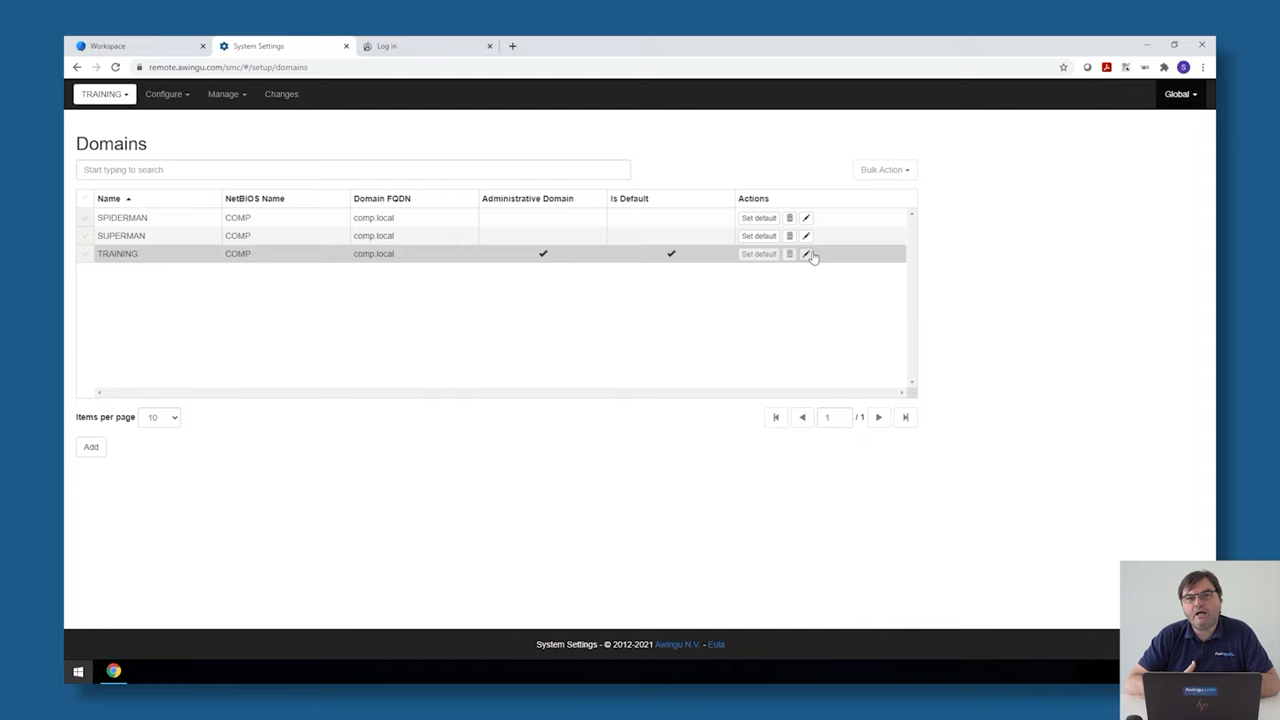 Workspace
System Settings
Log in
remote.awingu.com/smc/#/setup/domains
S
TRAINING
Configure
Manage
Changes
Global
Domains
Start typing to search
Bulk Action
Name NetBIOS Name Domain FQDN Administrative Domain Is Default Actions
SPIDERMAN COMP comp.local Set default
SUPERMAN COMP comp.local Set default
TRAINING COMP comp.local Set default
Items per page 10 1 / 1
Add
System Settings - © 2012-2021 Awingu N.V. - Eula
Awingu.com
hp